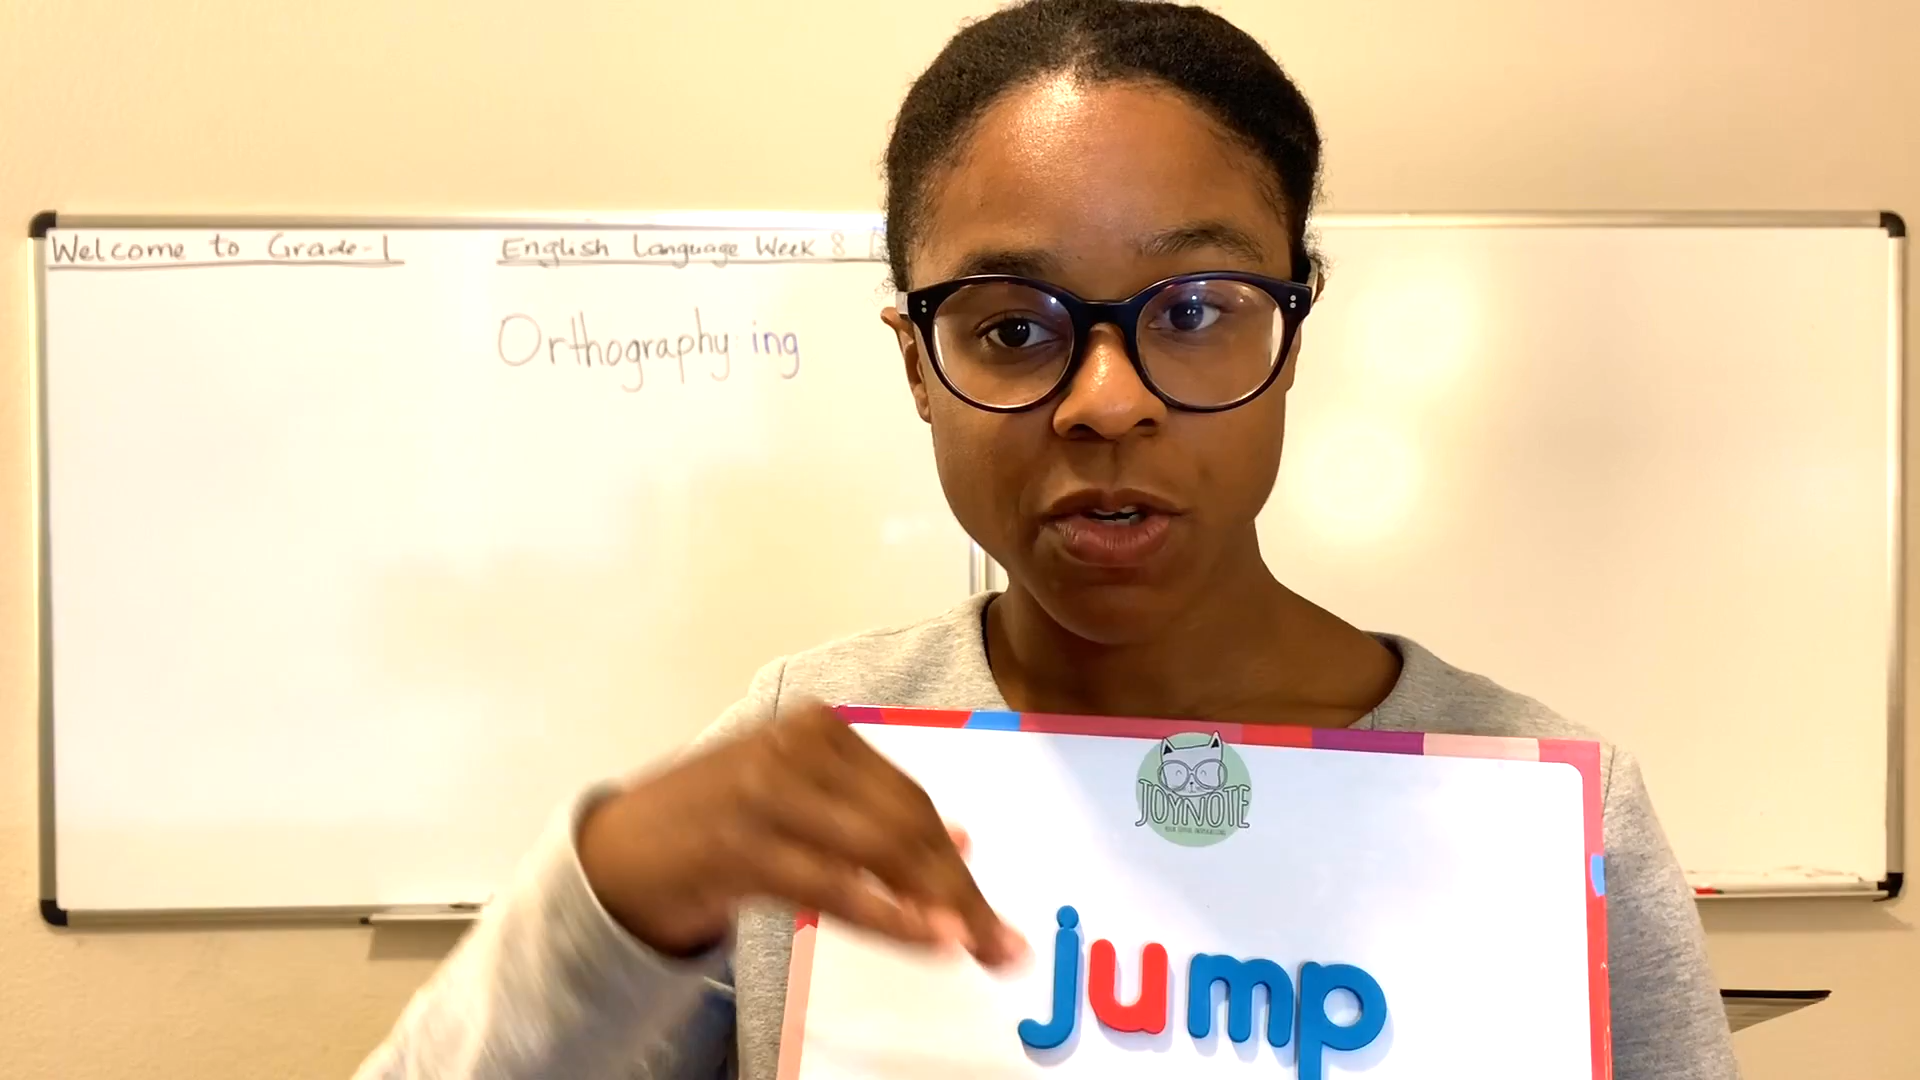 Welcome to Grade-1
English Language Week 8
Orthography ing
JOYNOTE
jump